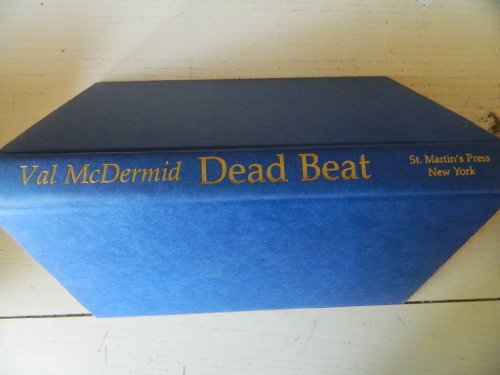 Val McDermid Dead Beat
St. Martin's Press
New York